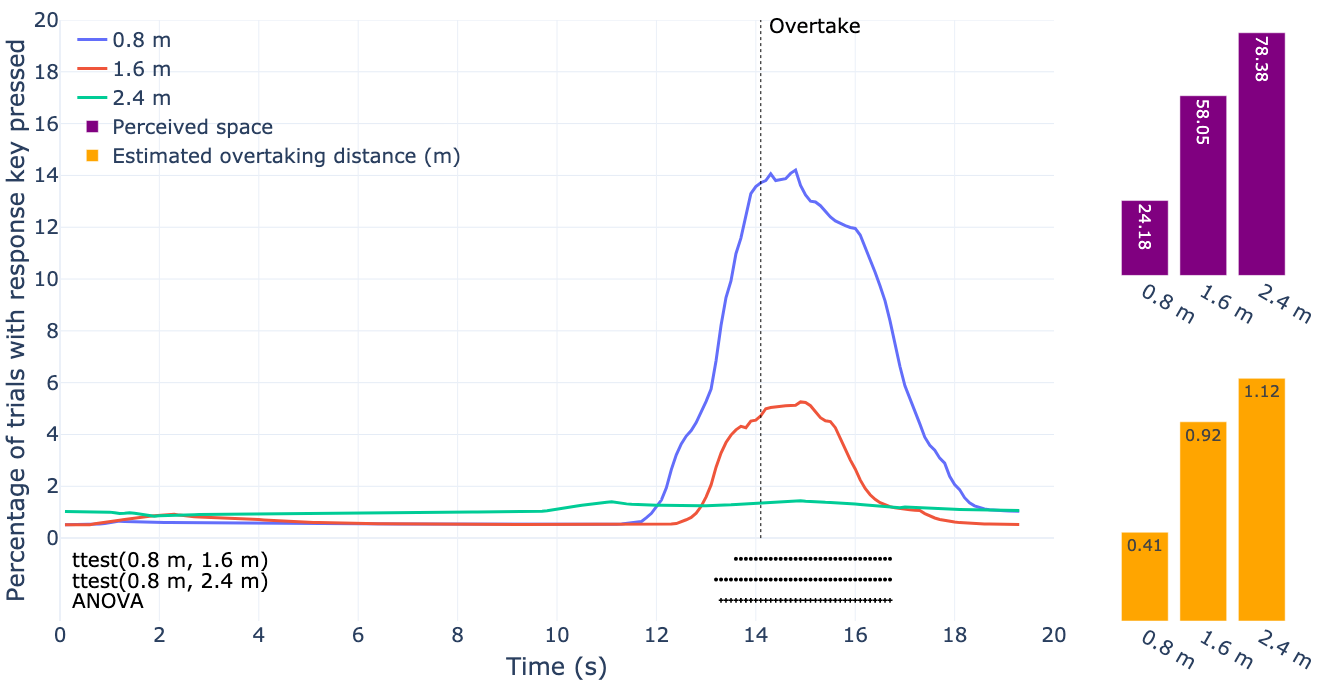 Percentage of trials with response key pressed
20
18
16
14
12
10
8
6
4
2
0
0.8 m
1.6 m
2.4 m
Perceived space
Estimated overtaking distance (m)
Overtake
ttest(0.8 m, 1.6 m)
ttest(0.8 m, 2.4 m)
ANOVA
0 2 4 6 8 10 12 14 16 18 20
Time (s)
24.18 58.05 78.38
0.8 m 1.6 m 2.4 m
0.41 0.92 1.12
0.8 m 1.6 m 2.4 m